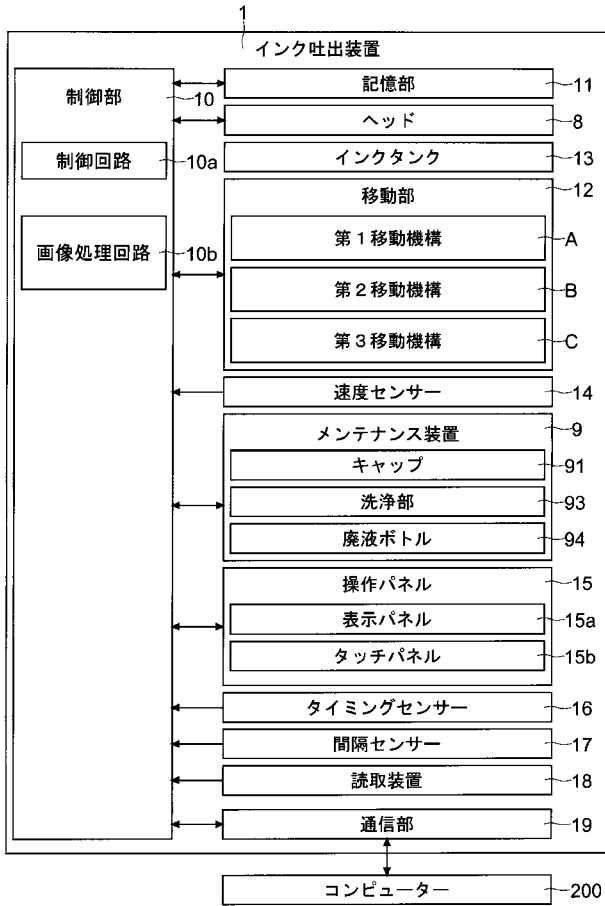 1
インク吐出装置
制御部
10
制御回路
10a
画像処理回路
10b
記憶部
11
ヘッド
8
インクタンク
13
移動部
12
第1移動機構
A
第2移動機構
B
第3移動機構
C
速度センサー
14
メンテナンス装置
9
キャップ
91
洗浄部
93
廃液ボトル
94
操作パネル
15
表示パネル
15a
タッチパネル
15b
タイミングセンサー
16
間隔センサー
17
読取装置
18
通信部
19
コンピューター
200